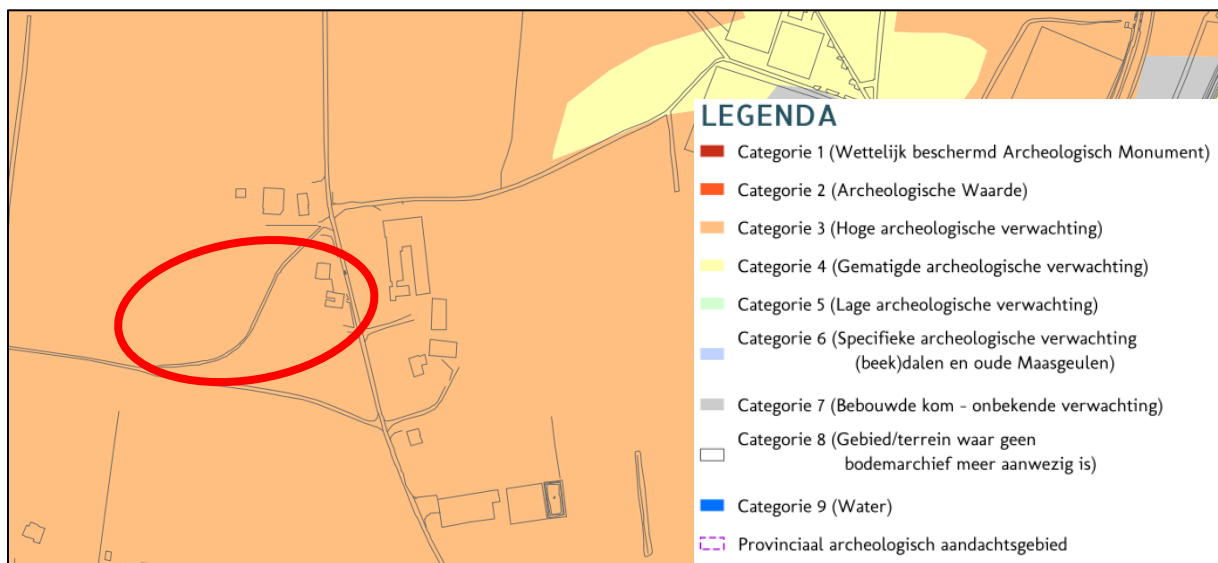 LEGENDA
Categorie 1 (Wettelijk beschermd Archeologisch Monument)
Categorie 2 (Archeologische Waarde)
Categorie 3 (Hoge archeologische verwachting)
Categorie 4 (Gematigde archeologische verwachting)
Categorie 5 (Lage archeologische verwachting)
Categorie 6 (Specifieke archeologische verwachting
(beek)dalen en oude Maasgeulen)
Categorie 7 (Bebouwde kom - onbekende verwachting)
Categorie 8 (Gebied/terrein waar geen
bodemarchief meer aanwezig is)
Categorie 9 (Water)
Provinciaal archeologisch aandachtsgebied